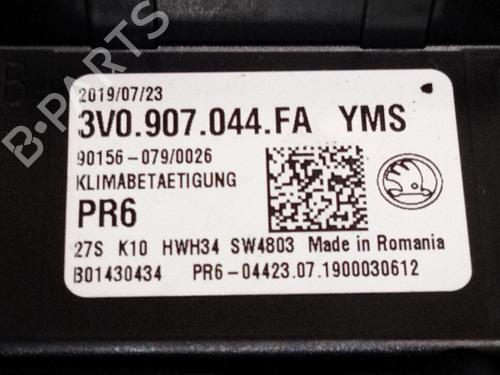 B-PARTS
B
2019/07/23
3V0.907.044.FA YMS
90156-079/0026
KLIMABETAETIGUNG
PR6
27S K10 HWH34 SW4803 Made in Romania
B01430434 PR6-04423.07.1900030612